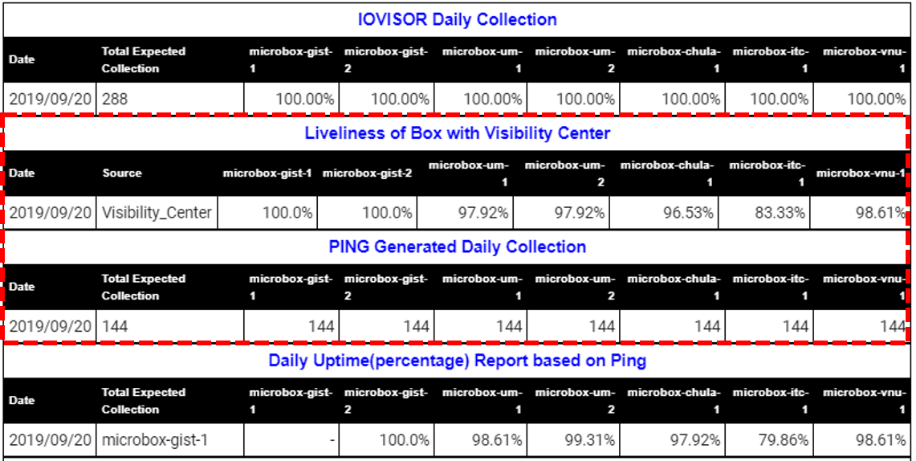 IOVISOR Daily Collection
Date Total Expected Collection microbox-gist-1 microbox-gist-2 microbox-um-1 microbox-um-2 microbox-chula-1 microbox-itc-1 microbox-vnu-1
2019/09/20 288 100.00% 100.00% 100.00% 100.00% 100.00% 100.00% 100.00%
Liveliness of Box with Visibility Center
Date Source microbox-gist-1 microbox-gist-2 microbox-um-1 microbox-um-2 microbox-chula-1 microbox-itc-1 microbox-vnu-1
2019/09/20 Visibility_Center 100.0% 100.0% 97.92% 97.92% 96.53% 83.33% 98.61%
PING Generated Daily Collection
Date Total Expected Collection microbox-gist-1 microbox-gist-2 microbox-um-1 microbox-um-2 microbox-chula-1 microbox-itc-1 microbox-vnu-1
2019/09/20 144 144 144 144 144 144 144 144
Daily Uptime(percentage) Report based on Ping
Date Total Expected Collection microbox-gist-1 microbox-gist-2 microbox-um-1 microbox-um-2 microbox-chula-1 microbox-itc-1 microbox-vnu-1
2019/09/20 microbox-gist-1 - 100.0% 98.61% 99.31% 97.92% 79.86% 98.61%